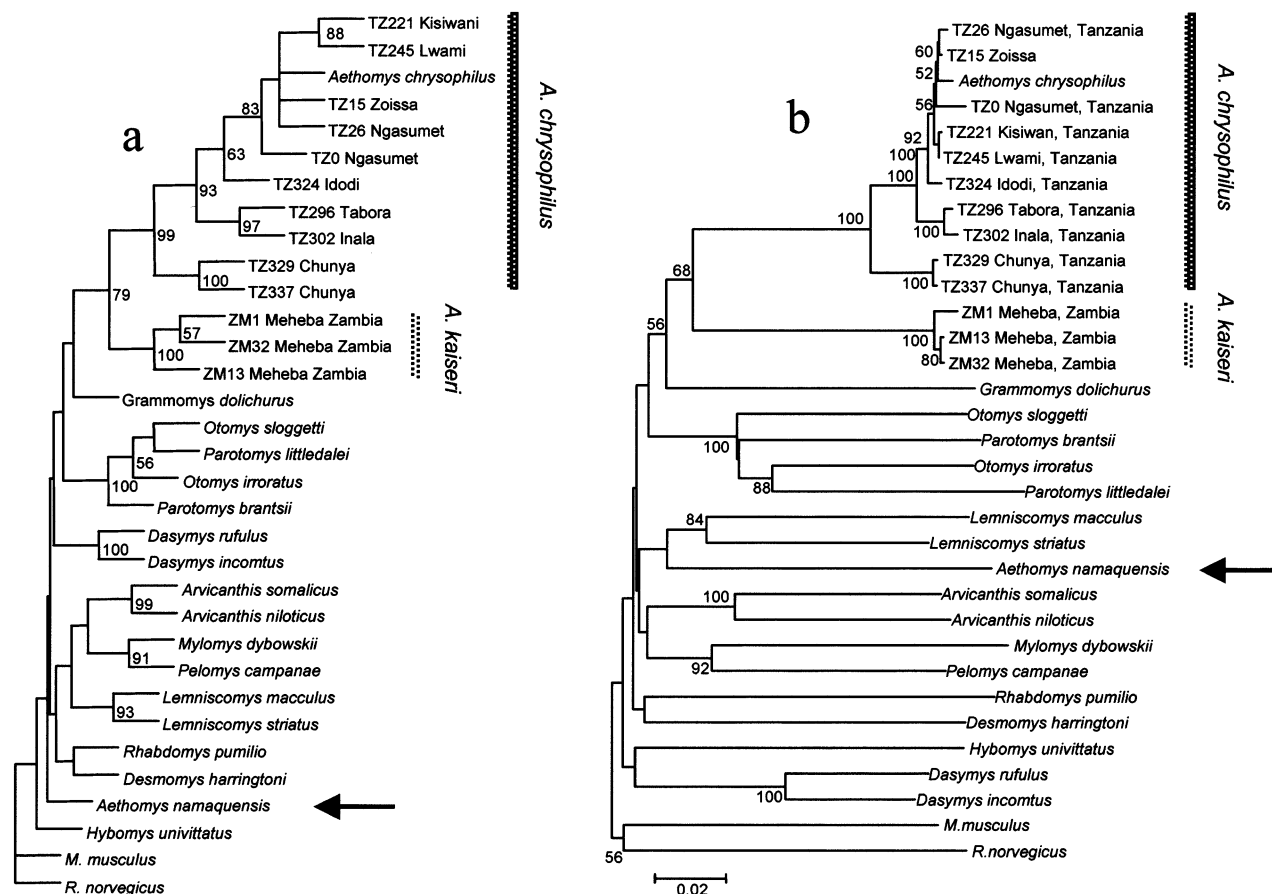 a
TZ221 Kisiwani
88
TZ245 Lwami
Aethomys chrysophilus
TZ15 Zoissa
83
TZ26 Ngasumet
TZ0 Ngasumet
63
TZ324 Idodi
93
TZ296 Tabora
97
TZ302 Inala
99
TZ329 Chunya
100
TZ337 Chunya
79
ZM1 Meheba Zambia
57
ZM32 Meheba Zambia
100
ZM13 Meheba Zambia
Grammomys dolichurus
Otomys sloggetti
Parotomys littledalei
56
Otomys irroratus
100
Parotomys brantsii
Dasymys rufulus
100
Dasymys incomtus
Arvicanthis somalicus
99
Arvicanthis niloticus
Mylomys dybowskii
91
Pelomys campanae
Lemniscomys macculus
93
Lemniscomys striatus
Rhabdomys pumilio
Desmomys harringtoni
Aethomys namaquensis
Hybomys univittatus
M. musculus
R. norvegicus
A. chrysophilus
A. kaiseri
b
TZ26 Ngasumet, Tanzania
60
TZ15 Zoissa
52
Aethomys chrysophilus
56
TZ0 Ngasumet, Tanzania
92
TZ221 Kisiwan, Tanzania
100
TZ245 Lwami, Tanzania
100
TZ324 Idodi, Tanzania
TZ296 Tabora, Tanzania
100
TZ302 Inala, Tanzania
100
TZ329 Chunya, Tanzania
100
TZ337 Chunya, Tanzania
68
ZM1 Meheba, Zambia
100
ZM13 Meheba, Zambia
80
ZM32 Meheba, Zambia
56
Grammomys dolichurus
Otomys sloggetti
100
Parotomys brantsii
Otomys irroratus
88
Parotomys littledalei
84
Lemniscomys macculus
Lemniscomys striatus
Aethomys namaquensis
100
Arvicanthis somalicus
Arvicanthis niloticus
Mylomys dybowskii
92
Pelomys campanae
Rhabdomys pumilio
Desmomys harringtoni
Hybomys univittatus
Dasymys rufulus
100
Dasymys incomtus
M.musculus
R.norvegicus
56
0.02
A. chrysophilus
A. kaiseri